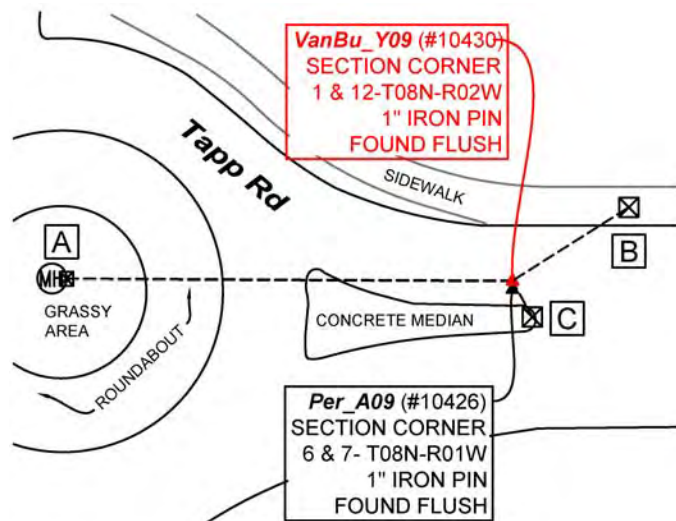 VanBu_Y09 (#10430)
SECTION CORNER
1 & 12-T08N-R02W
1" IRON PIN
FOUND FLUSH
Tapp Rd
SIDEWALK
A
B
MH
GRASSY
AREA
CONCRETE MEDIAN
C
ROUNDABOUT
Per_A09 (#10426)
SECTION CORNER
6 & 7- T08N-R01W
1" IRON PIN
FOUND FLUSH